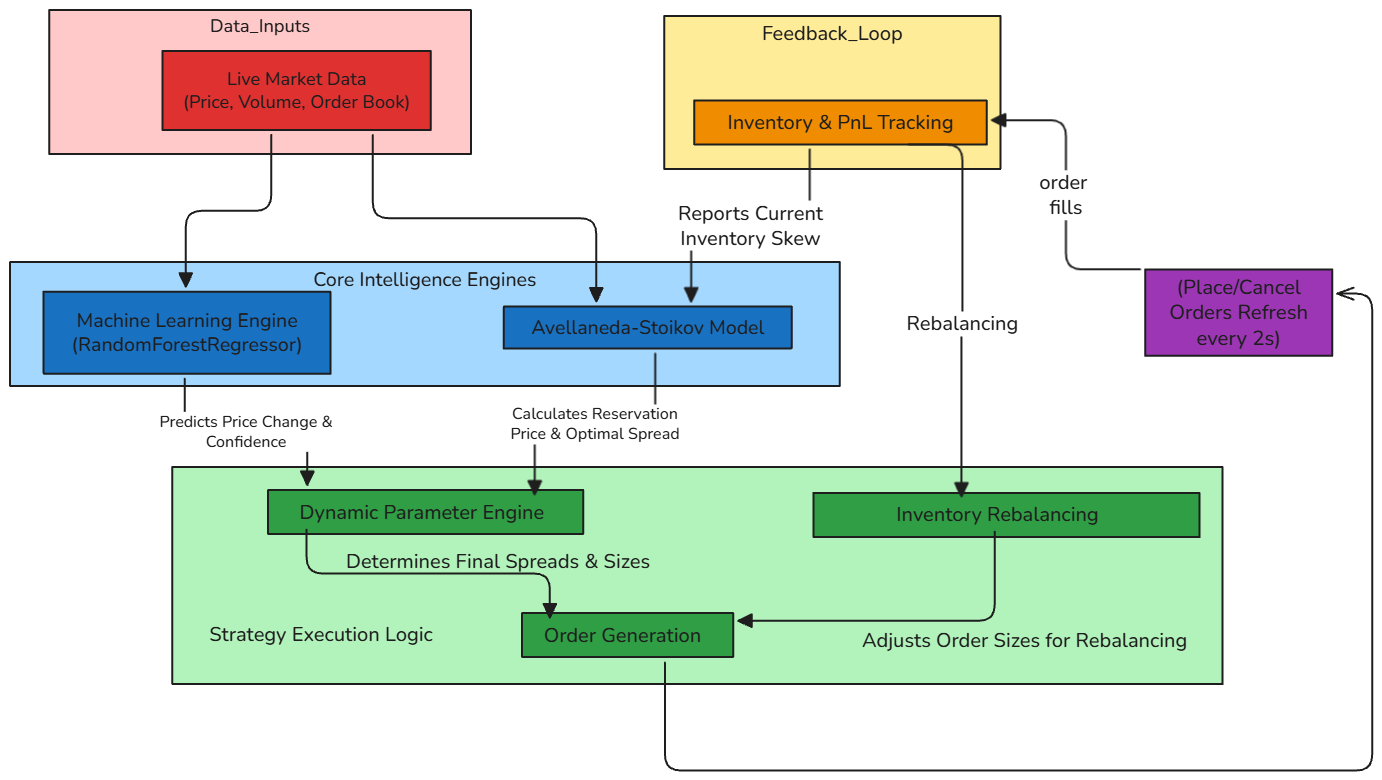 Data_Inputs
Live Market Data
(Price, Volume, Order Book)
Feedback_Loop
Inventory & PnL Tracking
order
fills
Reports Current
Inventory Skew
Core Intelligence Engines
Machine Learning Engine
(RandomForestRegressor)
Avellaneda-Stoikov Model
Rebalancing
(Place/Cancel
Orders Refresh
every 2s)
Predicts Price Change &
Confidence
Calculates Reservation
Price & Optimal Spread
Dynamic Parameter Engine
Inventory Rebalancing
Determines Final Spreads & Sizes
Strategy Execution Logic
Order Generation
Adjusts Order Sizes for Rebalancing